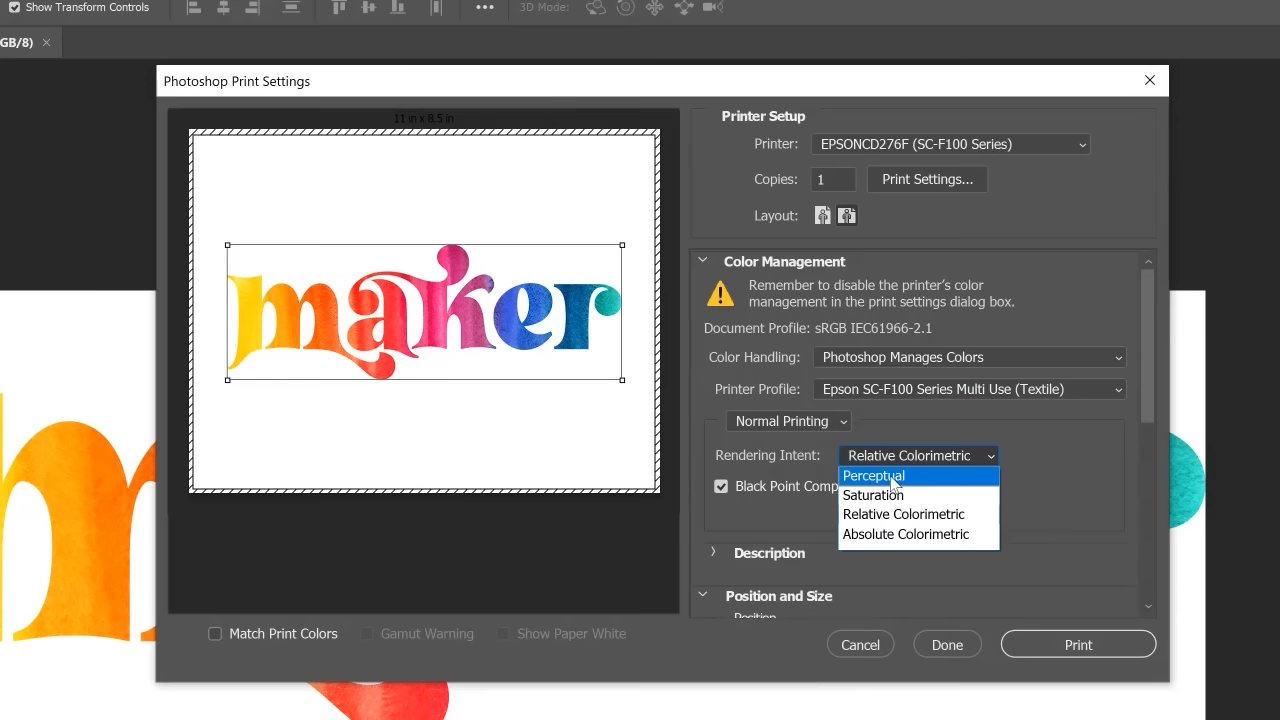 Show Transform Controls
3D Mode:
GB/8)
Photoshop Print Settings
11 in x 8.5 in
maker
Match Print Colors
Gamut Warning
Show Paper White
Printer Setup
Printer: EPSONCD276F (SC-F100 Series)
Copies: 1 Print Settings...
Layout:
Color Management
Remember to disable the printer's color
management in the print settings dialog box.
Document Profile: sRGB IEC61966-2.1
Color Handling: Photoshop Manages Colors
Printer Profile: Epson SC-F100 Series Multi Use (Textile)
Normal Printing
Rendering Intent: Relative Colorimetric
Perceptual
Black Point Comp
Saturation
Relative Colorimetric
Absolute Colorimetric
Description
Position and Size
Position
Cancel Done Print